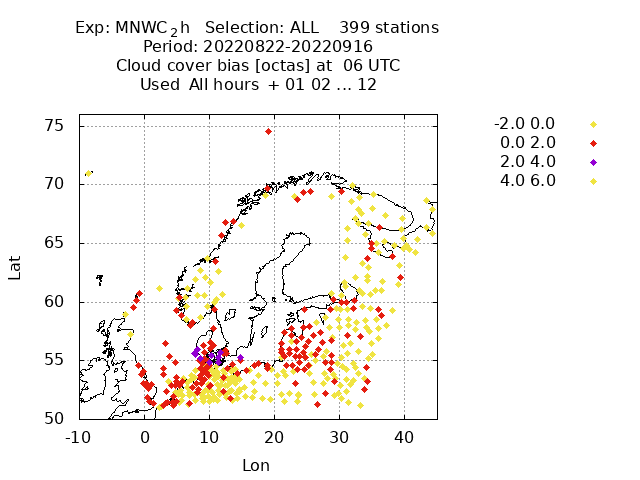 Exp: MNWC_2h   Selection: ALL    399 stations
Period: 20220822-20220916
Cloud cover bias [octas] at  06 UTC
Used  All hours  + 01 02 ... 12
-2.0 0.0
0.0 2.0
2.0 4.0
4.0 6.0
Lat
75
70
65
60
55
50
-10 0 10 20 30 40
Lon